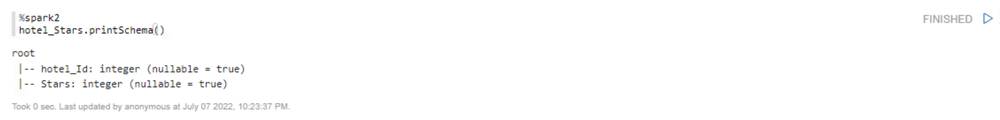 %spark2
FINISHED
hotel_Stars.printSchema()
root
|-- hotel_Id: integer (nullable = true)
|-- Stars: integer (nullable = true)
Took 0 sec. Last updated by anonymous at July 07 2022, 10:23:37 PM.